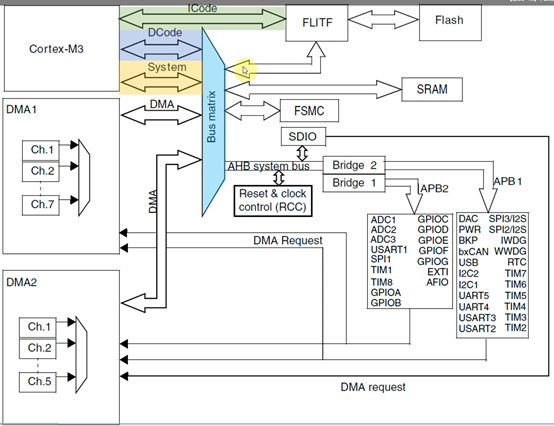 ICode
FLITF
Flash
Cortex-M3
DCode
System
Bus matrix
SRAM
DMA1
DMA
FSMC
SDIO
Ch.1
Ch.2
Ch.7
AHB system bus
Bridge 2
Bridge 1
Reset & clock
control (RCC)
APB2
APB1
DMA
DMA Request
ADC1 GPIOC
ADC2 GPIOD
ADC3 GPIOE
USART1 GPIOF
SPI1 GPIOG
TIM1 EXTI
TIM8 AFIO
GPIOA
GPIOB
DAC SPI3/I2S
PWR SPI2/I2S
BKP IWDG
bxCAN WWDG
USB RTC
I2C2 TIM7
I2C1 TIM6
UART5 TIM5
UART4 TIM4
USART3 TIM3
USART2 TIM2
DMA2
Ch.1
Ch.2
Ch.5
DMA request